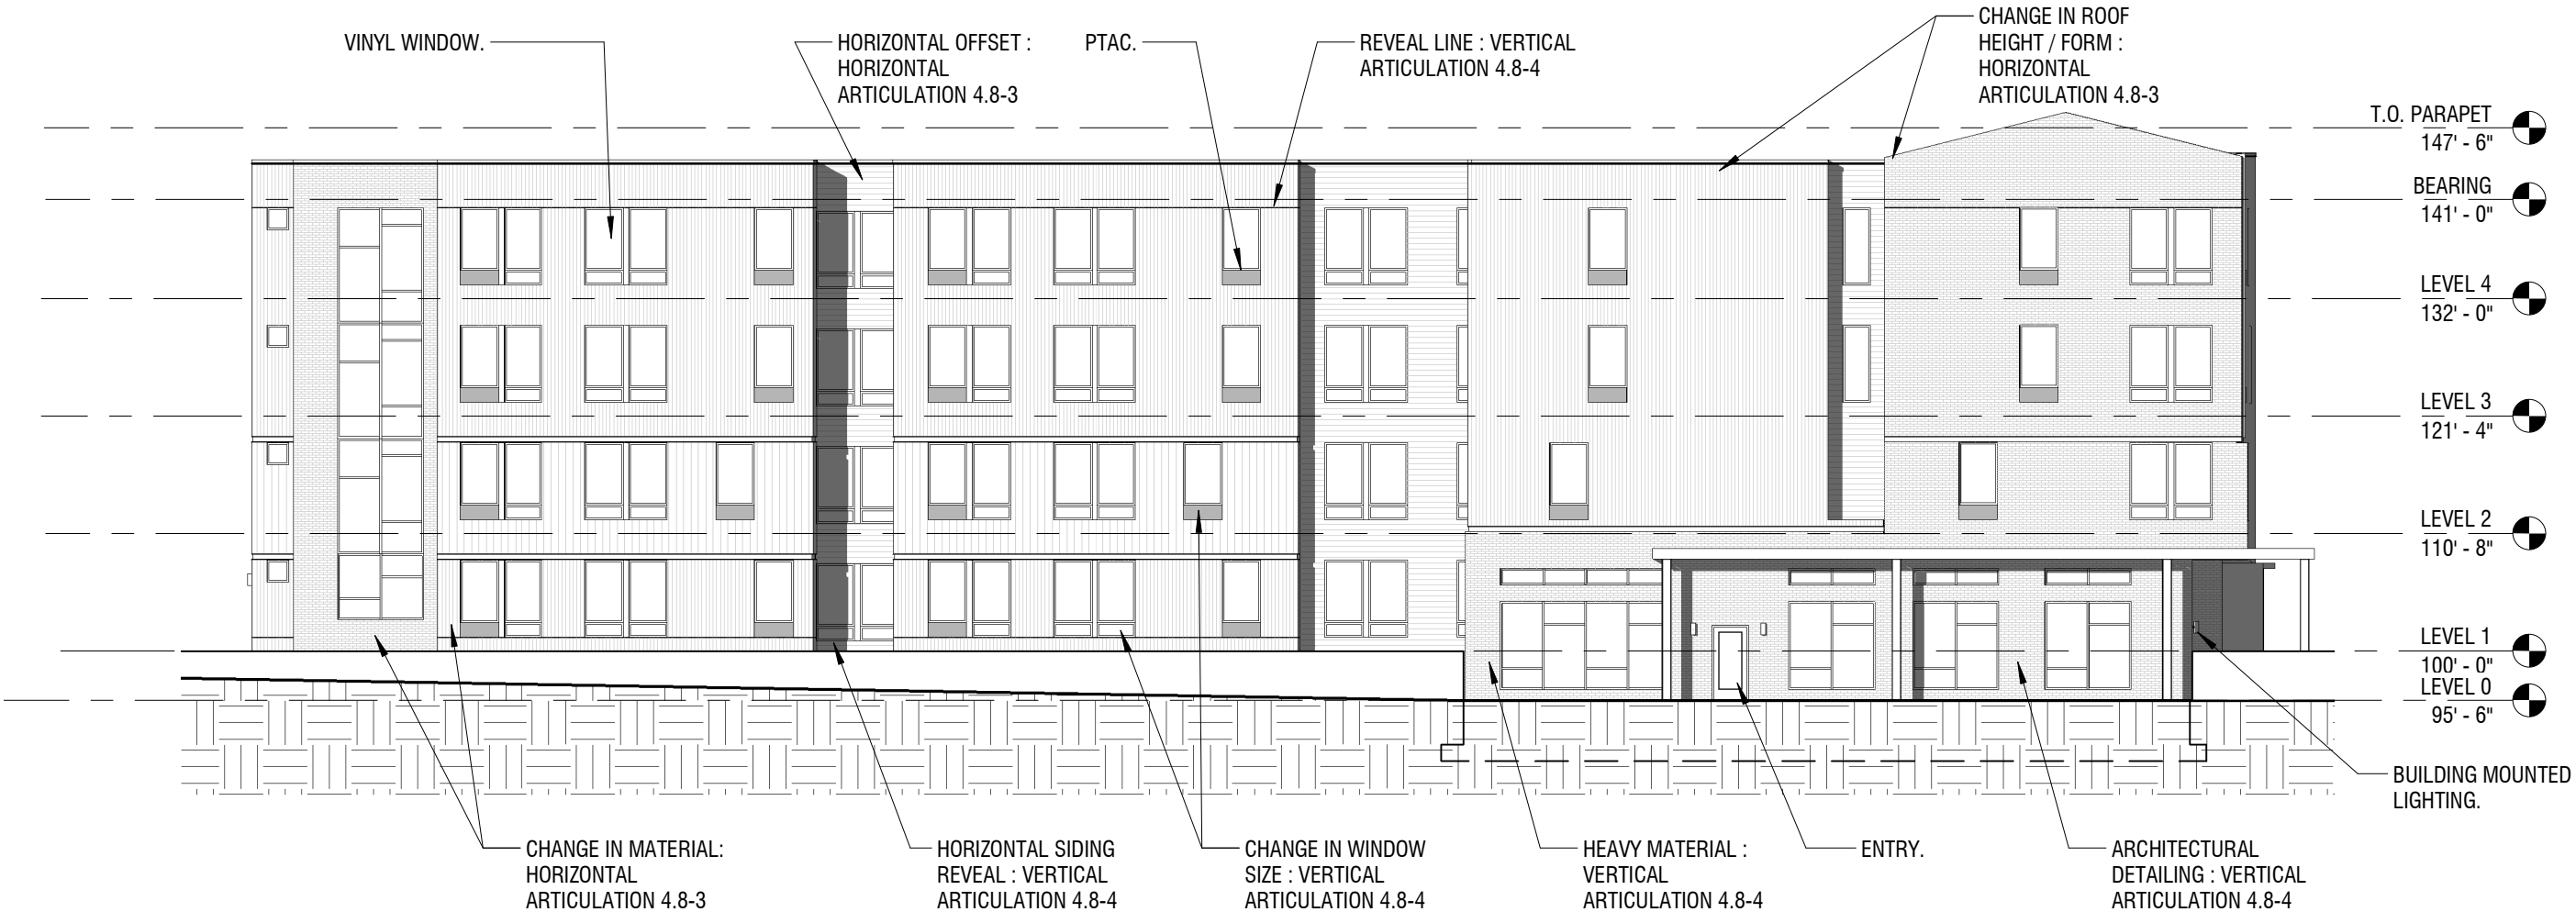 VINYL WINDOW.
HORIZONTAL OFFSET :
HORIZONTAL
ARTICULATION 4.8-3
PTAC.
REVEAL LINE : VERTICAL
ARTICULATION 4.8-4
CHANGE IN ROOF
HEIGHT / FORM :
HORIZONTAL
ARTICULATION 4.8-3
T.O. PARAPET
147' - 6"
BEARING
141' - 0"
LEVEL 4
132' - 0"
LEVEL 3
121' - 4"
LEVEL 2
110' - 8"
LEVEL 1
100' - 0"
LEVEL 0
95' - 6"
BUILDING MOUNTED
LIGHTING.
CHANGE IN MATERIAL:
HORIZONTAL
ARTICULATION 4.8-3
HORIZONTAL SIDING
REVEAL : VERTICAL
ARTICULATION 4.8-4
CHANGE IN WINDOW
SIZE : VERTICAL
ARTICULATION 4.8-4
HEAVY MATERIAL :
VERTICAL
ARTICULATION 4.8-4
ENTRY.
ARCHITECTURAL
DETAILING : VERTICAL
ARTICULATION 4.8-4